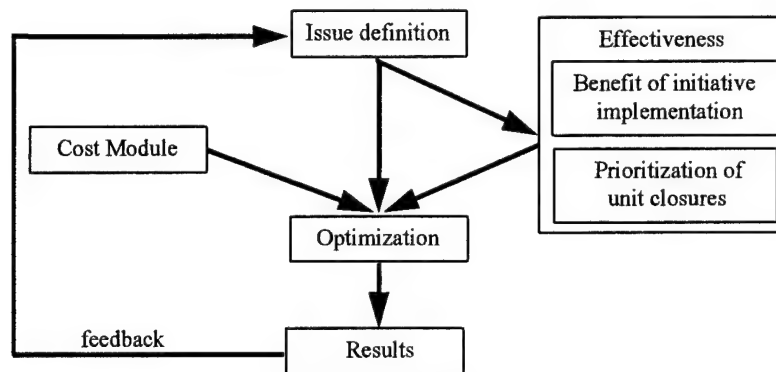 Issue definition
Effectiveness
Benefit of initiative
implementation
Cost Module
Prioritization of
unit closures
Optimization
feedback
Results